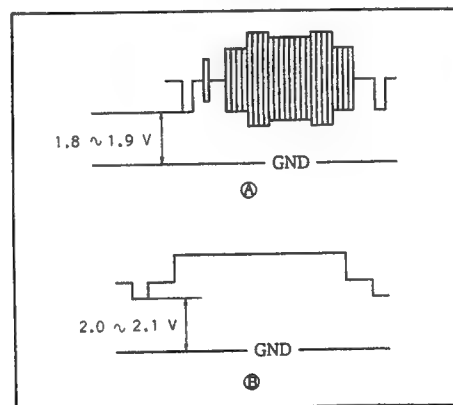 1.8 ∿ 1.9 V
GND
Ⓐ
2.0 ∿ 2.1 V
GND
Ⓑ